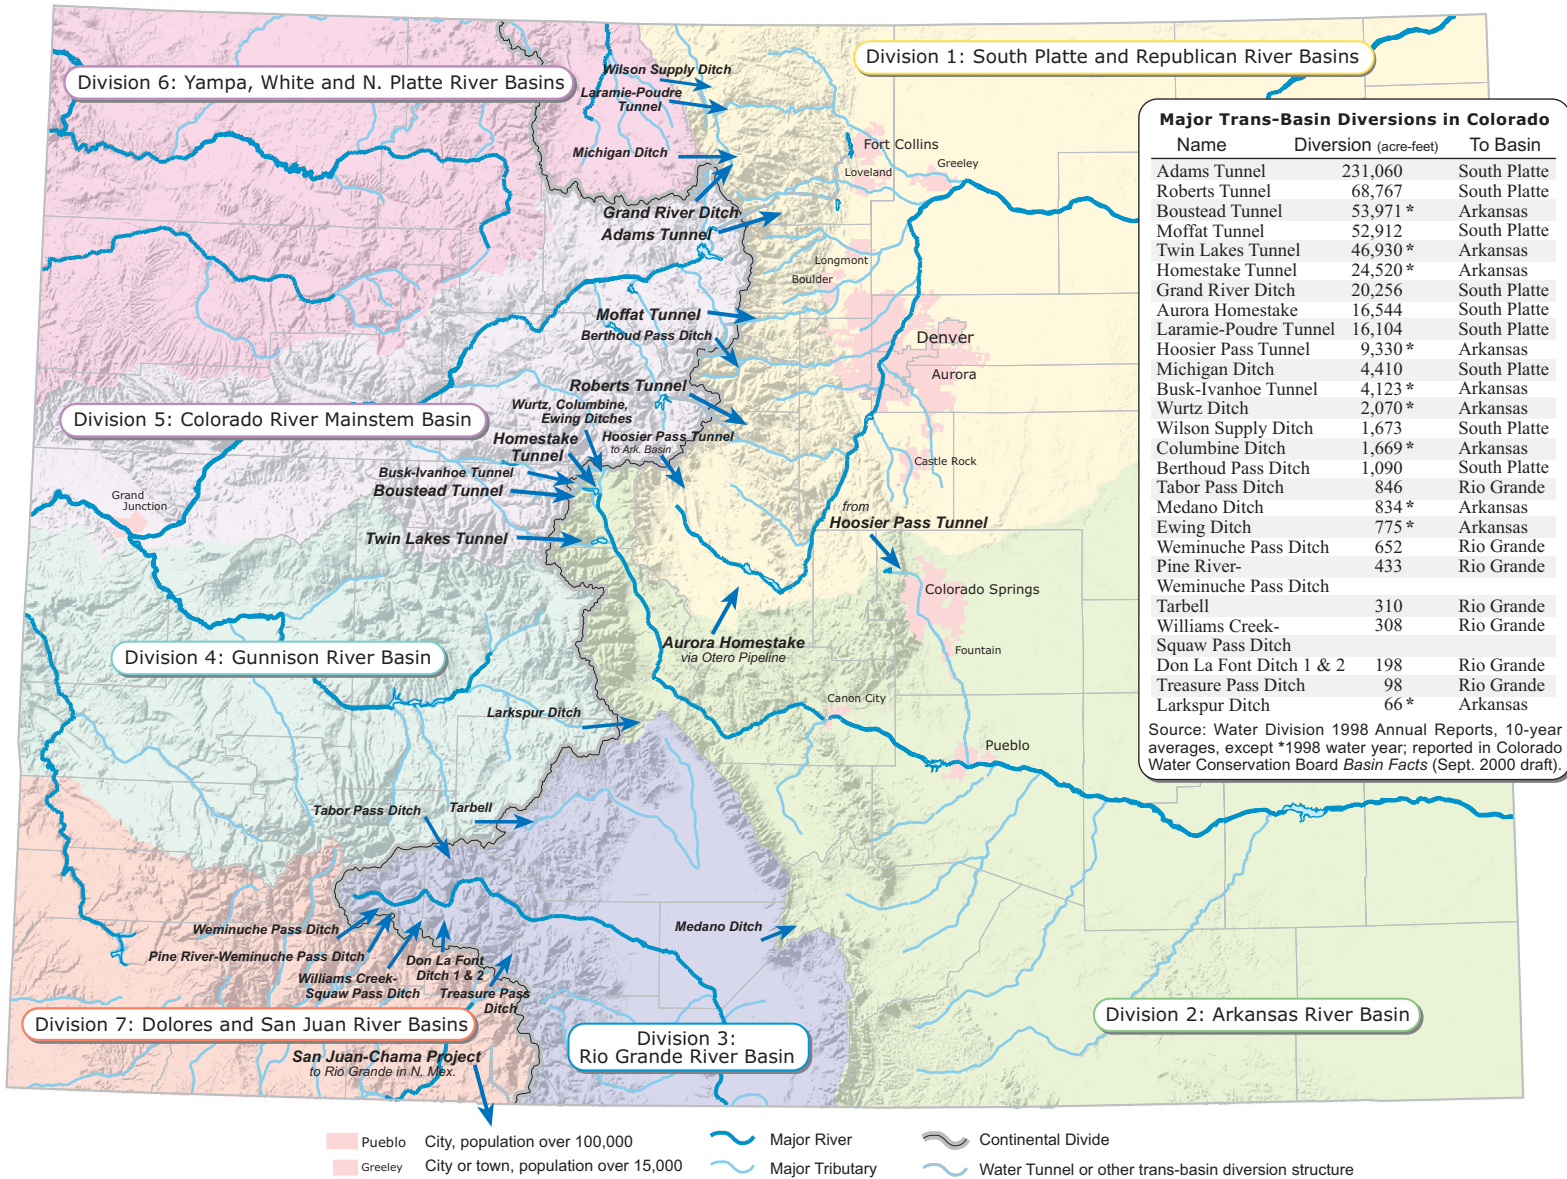 Division 6: Yampa, White and N. Platte River Basins
Division 1: South Platte and Republican River Basins
Wilson Supply Ditch
Laramie-Poudre
Tunnel
Michigan Ditch
Grand River Ditch
Adams Tunnel
Fort Collins
Greeley
Loveland
Longmont
Boulder
Moffat Tunnel
Berthoud Pass Ditch
Denver
Aurora
Roberts Tunnel
Division 5: Colorado River Mainstem Basin
Wurtz, Columbine,
Ewing Ditches
Homestake
Tunnel
Hoosier Pass Tunnel
to Ark. Basin
Busk-Ivanhoe Tunnel
Boustead Tunnel
Castle Rock
Grand
Junction
from
Hoosier Pass Tunnel
Twin Lakes Tunnel
Colorado Springs
Aurora Homestake
via Otero Pipeline
Fountain
Division 4: Gunnison River Basin
Canon City
Larkspur Ditch
Pueblo
Tabor Pass Ditch
Tarbell
Weminuche Pass Ditch
Pine River-Weminuche Pass Ditch
Williams Creek-
Squaw Pass Ditch
Don La Font
Ditch 1 & 2
Treasure Pass
Ditch
Medano Ditch
Division 7: Dolores and San Juan River Basins
Division 3:
Rio Grande River Basin
Division 2: Arkansas River Basin
San Juan-Chama Project
to Rio Grande in N. Mex.
Major Trans-Basin Diversions in Colorado
Name Diversion (acre-feet) To Basin
Adams Tunnel 231,060 South Platte
Roberts Tunnel 68,767 South Platte
Boustead Tunnel 53,971 * Arkansas
Moffat Tunnel 52,912 South Platte
Twin Lakes Tunnel 46,930 * Arkansas
Homestake Tunnel 24,520 * Arkansas
Grand River Ditch 20,256 South Platte
Aurora Homestake 16,544 South Platte
Laramie-Poudre Tunnel 16,104 South Platte
Hoosier Pass Tunnel 9,330 * Arkansas
Michigan Ditch 4,410 South Platte
Busk-Ivanhoe Tunnel 4,123 * Arkansas
Wurtz Ditch 2,070 * Arkansas
Wilson Supply Ditch 1,673 South Platte
Columbine Ditch 1,669 * Arkansas
Berthoud Pass Ditch 1,090 South Platte
Tabor Pass Ditch 846 Rio Grande
Medano Ditch 834 * Arkansas
Ewing Ditch 775 * Arkansas
Weminuche Pass Ditch 652 Rio Grande
Pine River- 433 Rio Grande
Weminuche Pass Ditch
Tarbell 310 Rio Grande
Williams Creek- 308 Rio Grande
Squaw Pass Ditch
Don La Font Ditch 1 & 2 198 Rio Grande
Treasure Pass Ditch 98 Rio Grande
Larkspur Ditch 66 * Arkansas
Source: Water Division 1998 Annual Reports, 10-year
averages, except *1998 water year; reported in Colorado
Water Conservation Board Basin Facts (Sept. 2000 draft).
Pueblo City, population over 100,000
Greeley City or town, population over 15,000
Major River
Major Tributary
Continental Divide
Water Tunnel or other trans-basin diversion structure